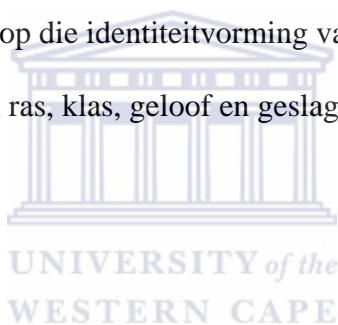 op die identiteitvorming va
ras, klas, geloof en geslag
UNIVERSITY of the
WESTERN CAPE